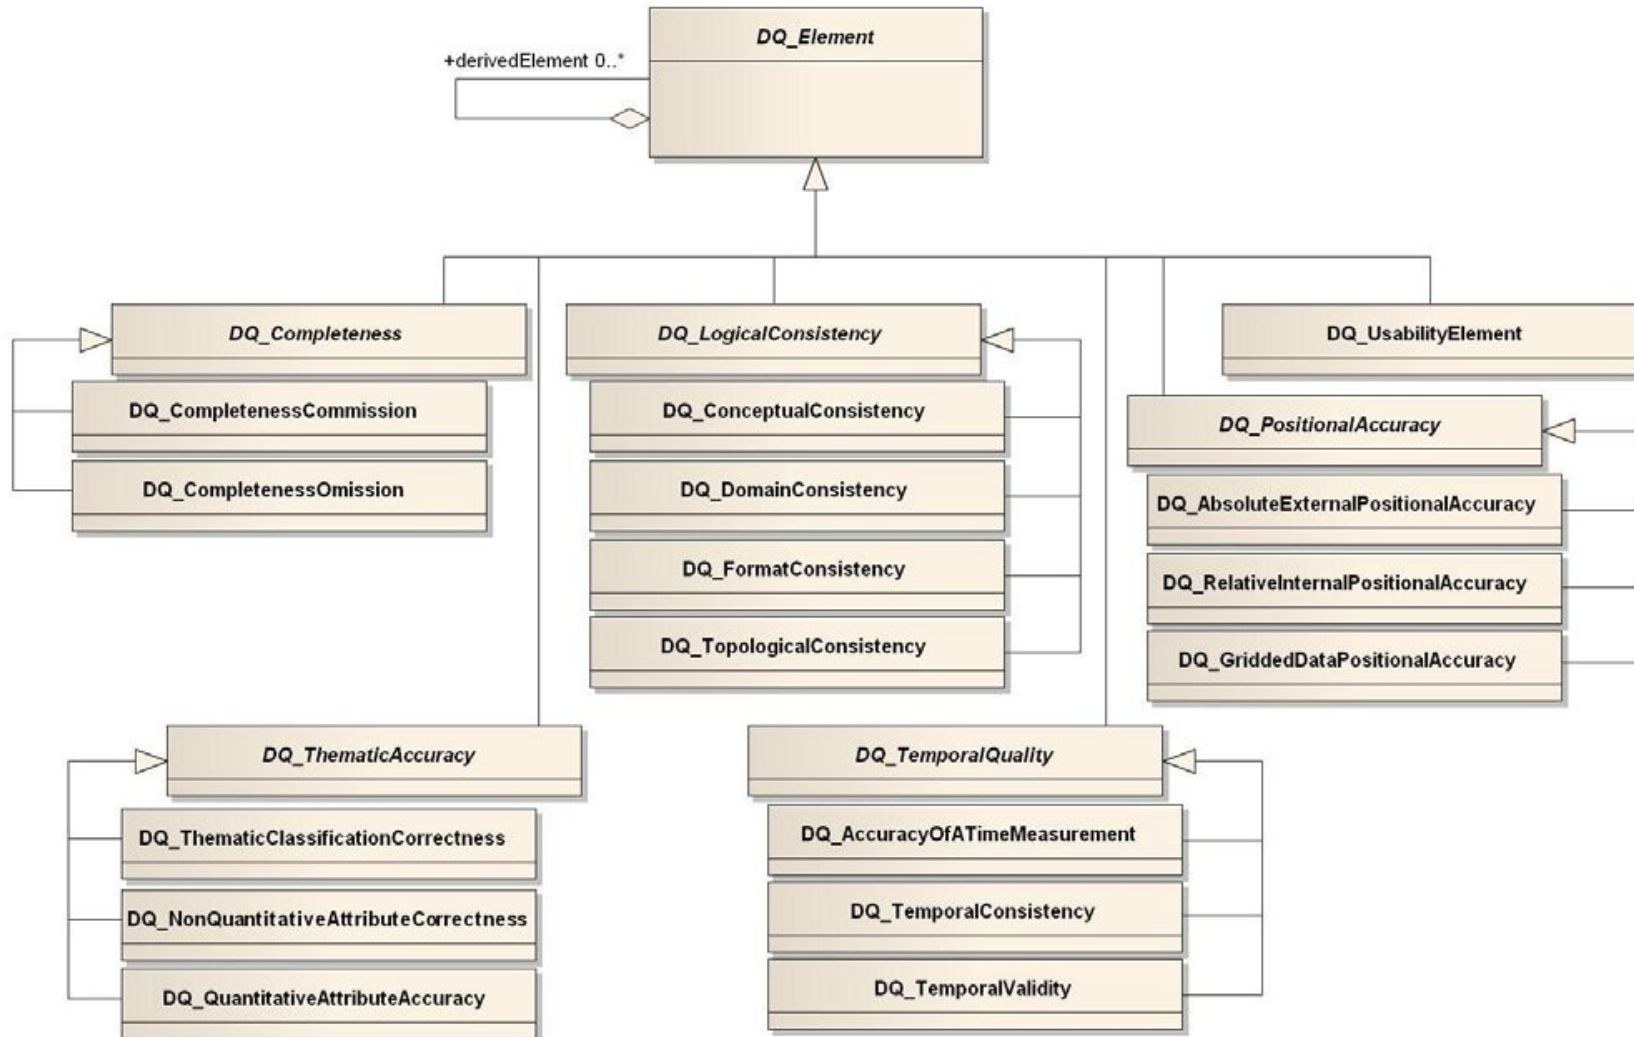 DQ_Element
+derivedElement 0..*
DQ_Completeness
DQ_CompletenessCommission
DQ_CompletenessOmission
DQ_LogicalConsistency
DQ_ConceptualConsistency
DQ_DomainConsistency
DQ_FormatConsistency
DQ_TopologicalConsistency
DQ_UsabilityElement
DQ_PositionalAccuracy
DQ_AbsoluteExternalPositionalAccuracy
DQ_RelativeInternalPositionalAccuracy
DQ_GriddedDataPositionalAccuracy
DQ_ThematicAccuracy
DQ_ThematicClassificationCorrectness
DQ_NonQuantitativeAttributeCorrectness
DQ_QuantitativeAttributeAccuracy
DQ_TemporalQuality
DQ_AccuracyOfATimeMeasurement
DQ_TemporalConsistency
DQ_TemporalValidity